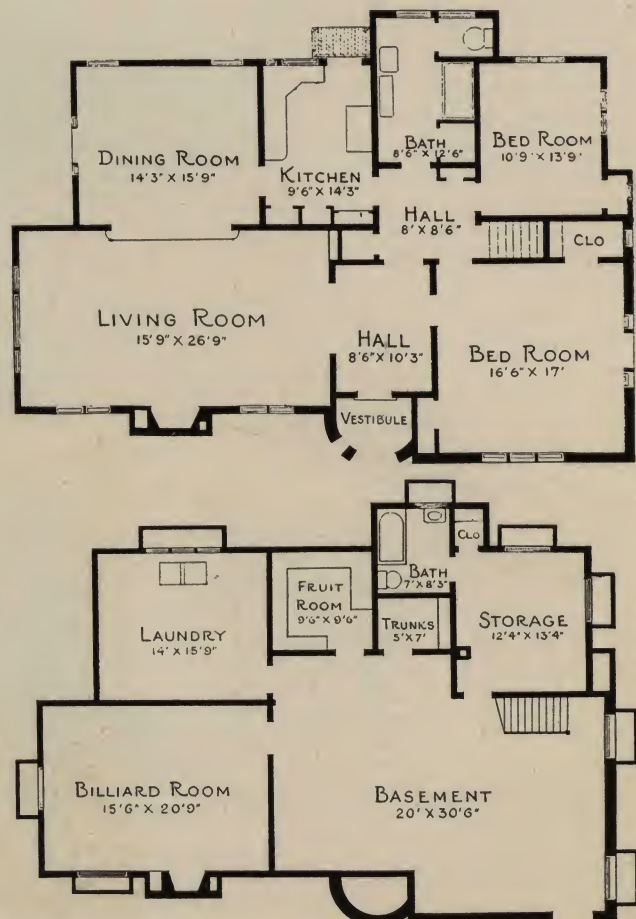 DINING ROOM
14'3" X 15'9"
KITCHEN
9'6" X 14'3"
BATH
8'6" X 12'6"
BED ROOM
10'9" X 13'9"
HALL
8' X 8'6"
CLO
LIVING ROOM
15'9" X 26'9"
HALL
8'6" X 10'3"
BED ROOM
16'6" X 17'
VESTIBULE
LAUNDRY
14' X 15'9"
FRUIT
ROOM
9'6" X 9'6"
BATH
7' X 8'3"
CLO
TRUNKS
5' X 7'
STORAGE
12'4" X 13'4"
BILLIARD ROOM
15'6" X 20'9"
BASEMENT
20' X 30'6"